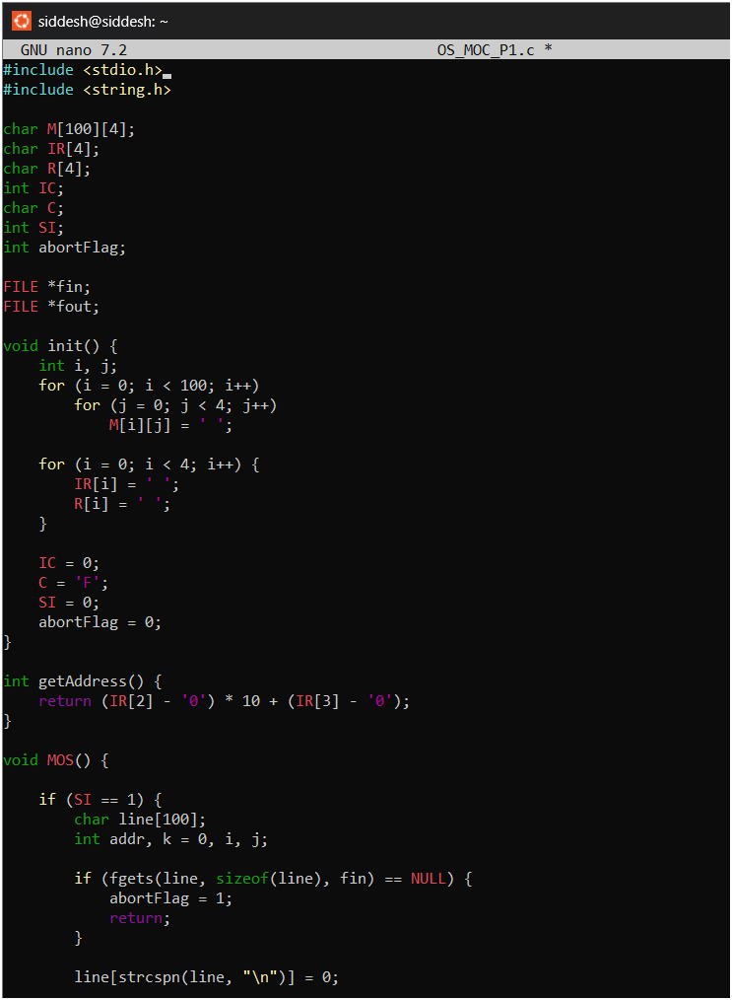 siddesh@siddesh: ~
GNU nano 7.2 OS_MOC_P1.c *
#include <stdio.h>
#include <string.h>

char M[100][4];
char IR[4];
char R[4];
int IC;
char C;
int SI;
int abortFlag;

FILE *fin;
FILE *fout;

void init() {
    int i, j;
    for (i = 0; i < 100; i++)
        for (j = 0; j < 4; j++)
            M[i][j] = ' ';

    for (i = 0; i < 4; i++) {
        IR[i] = ' ';
        R[i] = ' ';
    }

    IC = 0;
    C = 'F';
    SI = 0;
    abortFlag = 0;
}

int getAddress() {
    return (IR[2] - '0') * 10 + (IR[3] - '0');
}

void MOS() {

    if (SI == 1) {
        char line[100];
        int addr, k = 0, i, j;

        if (fgets(line, sizeof(line), fin) == NULL) {
            abortFlag = 1;
            return;
        }

        line[strcspn(line, "\n")] = 0;